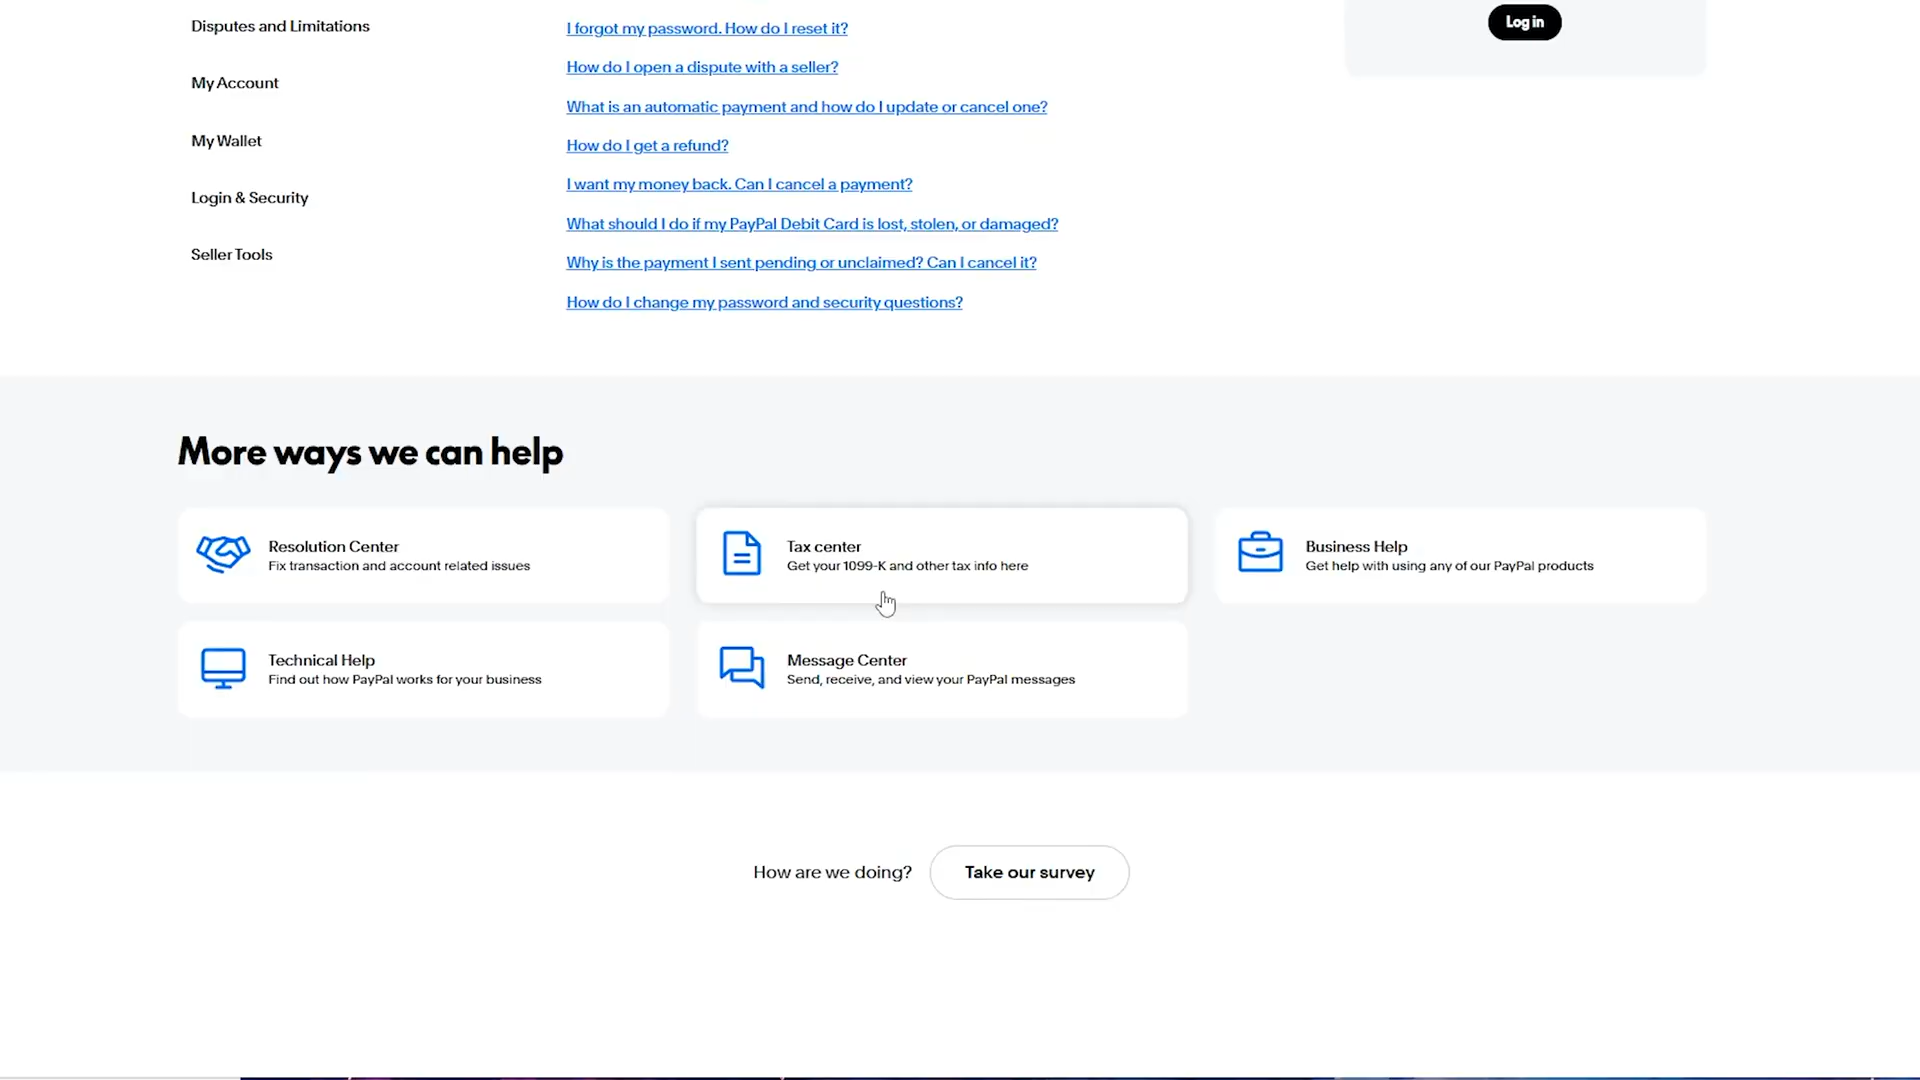 Disputes and Limitations
My Account
My Wallet
Login & Security
Seller Tools
I forgot my password. How do I reset it?
How do I open a dispute with a seller?
What is an automatic payment and how do I update or cancel one?
How do I get a refund?
I want my money back. Can I cancel a payment?
What should I do if my PayPal Debit Card is lost, stolen, or damaged?
Why is the payment I sent pending or unclaimed? Can I cancel it?
How do I change my password and security questions?
Log in
More ways we can help
Resolution Center
Fix transaction and account related issues
Tax center
Get your 1099-K and other tax info here
Business Help
Get help with using any of our PayPal products
Technical Help
Find out how PayPal works for your business
Message Center
Send, receive, and view your PayPal messages
How are we doing?
Take our survey